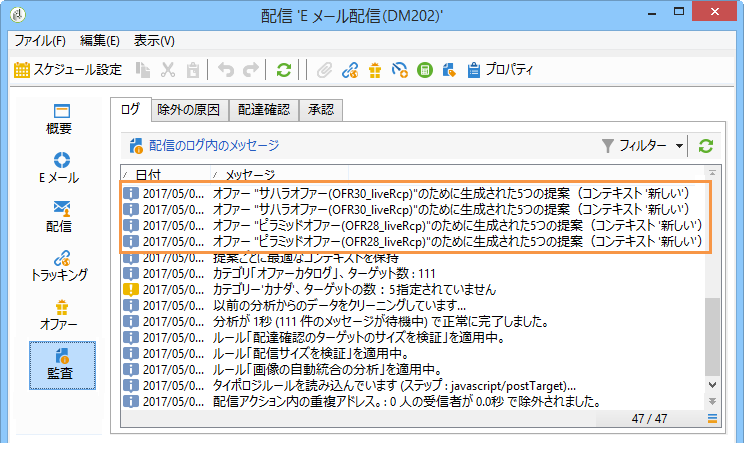 配信 'E メール配信(DM202)'
ファイル(F) 編集(E) 表示(V)
スケジュール設定 プロパティ
概要
E メール
配信
トラッキング
オファー
監査
ログ 除外の原因 配達確認 承認
配信のログ内のメッセージ フィルター
日付 メッセージ
2017/05/0... オファー "サハラオファー(OFR30_liveRcp)"のために生成された5つの提案（コンテキスト '新しい'）
2017/05/0... オファー "サハラオファー(OFR30_liveRcp)"のために生成された5つの提案（コンテキスト '新しい'）
2017/05/0... オファー "ピラミッドオファー(OFR28_liveRcp)"のために生成された5つの提案（コンテキスト '新しい'）
2017/05/0... オファー "ピラミッドオファー(OFR28_liveRcp)"のために生成された5つの提案（コンテキスト '新しい'）
2017/05/0... 提案ごとに最適なコンテキストを保持
2017/05/0... カテゴリ「オファーカタログ」、ターゲット数 : 111
2017/05/0... カテゴリー'カナダ、ターゲットの数 : 5指定されていません
2017/05/0... 以前の分析からのデータをクリーニングしています...
2017/05/0... 分析が 1秒 (111 件のメッセージが待機中) で正常に完了しました。
2017/05/0... ルール「配達確認のターゲットのサイズを検証」を適用中。
2017/05/0... ルール「配信サイズを検証」を適用中。
2017/05/0... ルール「画像の自動統合の分析」を適用中。
2017/05/0... タイポロジルールを読み込んでいます (ステップ : javascript/postTarget)...
2017/05/0... 配信アクション内の重複アドレス。: 0 人の受信者が 0.0秒 で除外されました。
47 / 47